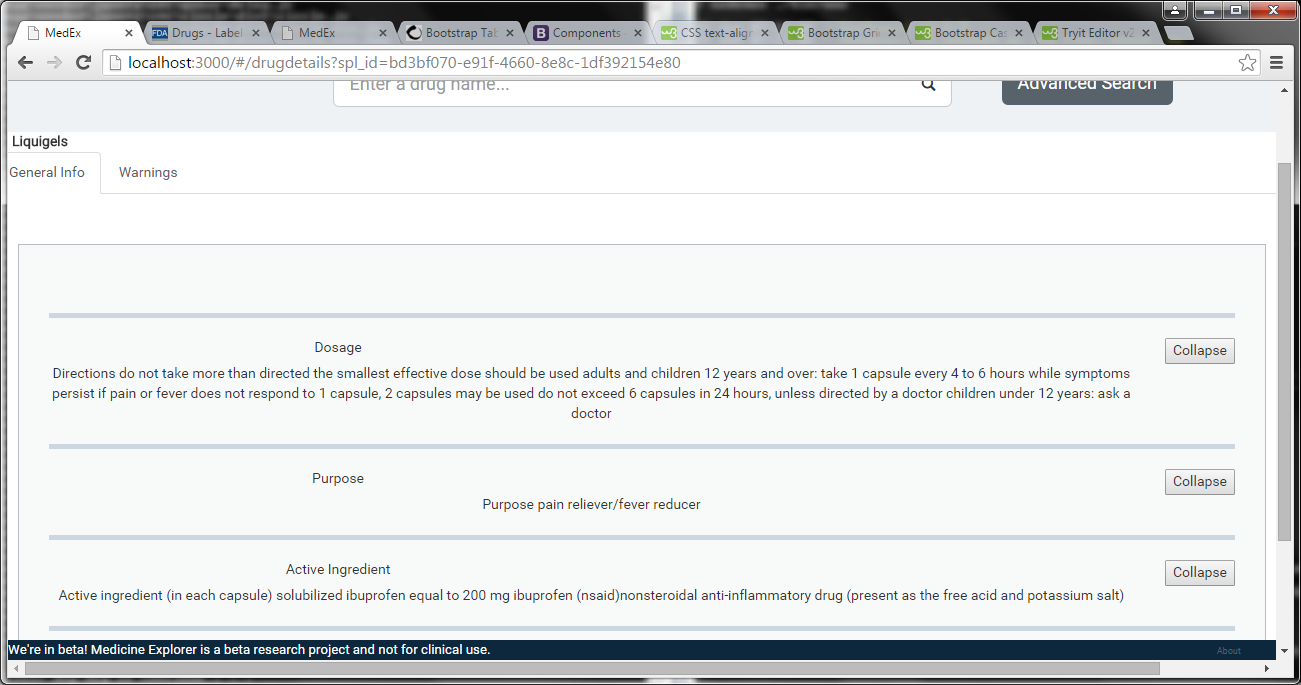 MedEx
Drugs - Label
MedEx
Bootstrap Tab
Components
CSS text-align
Bootstrap Gri
Bootstrap Cas
Tryit Editor v2
localhost:3000/#/drugdetails?spl_id=bd3bf070-e91f-4660-8e8c-1df392154e80
Enter a drug name...
Advanced Search
Liquigels
General Info
Warnings
Dosage
Collapse
Directions do not take more than directed the smallest effective dose should be used adults and children 12 years and over: take 1 capsule every 4 to 6 hours while symptoms
persist if pain or fever does not respond to 1 capsule, 2 capsules may be used do not exceed 6 capsules in 24 hours, unless directed by a doctor children under 12 years: ask a
doctor
Purpose
Collapse
Purpose pain reliever/fever reducer
Active Ingredient
Collapse
Active ingredient (in each capsule) solubilized ibuprofen equal to 200 mg ibuprofen (nsaid)nonsteroidal anti-inflammatory drug (present as the free acid and potassium salt)
We're in beta! Medicine Explorer is a beta research project and not for clinical use.
About